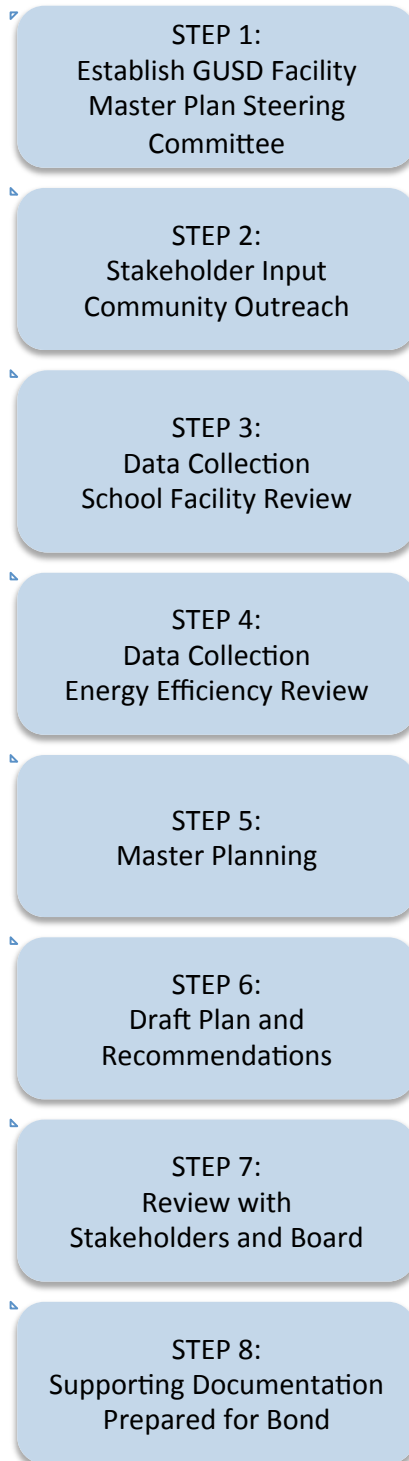 STEP 1:
Establish GUSD Facility
Master Plan Steering
Committee
STEP 2:
Stakeholder Input
Community Outreach
STEP 3:
Data Collection
School Facility Review
STEP 4:
Data Collection
Energy Efficiency Review
STEP 5:
Master Planning
STEP 6:
Draft Plan and
Recommendations
STEP 7:
Review with
Stakeholders and Board
STEP 8:
Supporting Documentation
Prepared for Bond